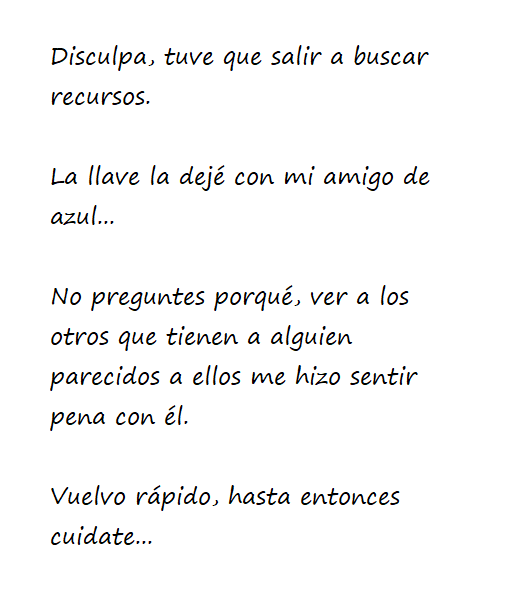 Disculpa, tuve que salir a buscar
recursos.
La llave la dejé con mi amigo de
azul...
No preguntes porqué, ver a los
otros que tienen a alguien
parecidos a ellos me hizo sentir
pena con él.
Vuelvo rápido, hasta entonces
cuidate...